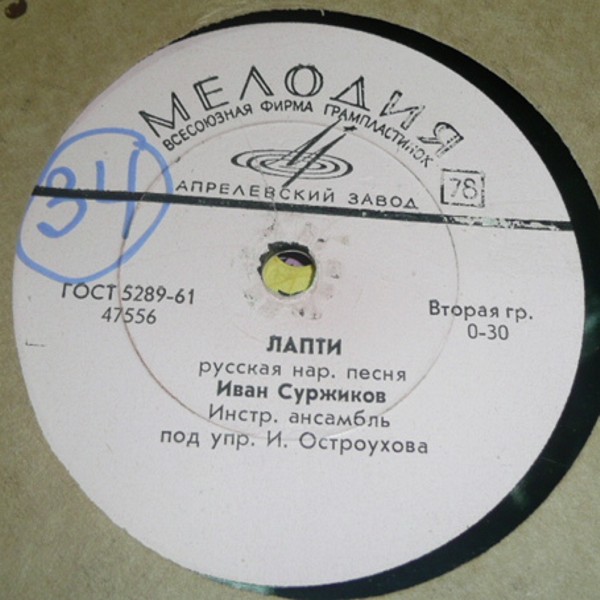 МЕЛОДИЯ
ВСЕСОЮЗНАЯ ФИРМА ГРАМПЛАСТИНОК
АПРЕЛЕВСКИЙ ЗАВОД
78
34
ГОСТ 5289-61
47556
Вторая гр.
0-30
ЛАПТИ
русская нар. песня
Иван Суржиков
Инстр. ансамбль
под упр. И. Остроухова